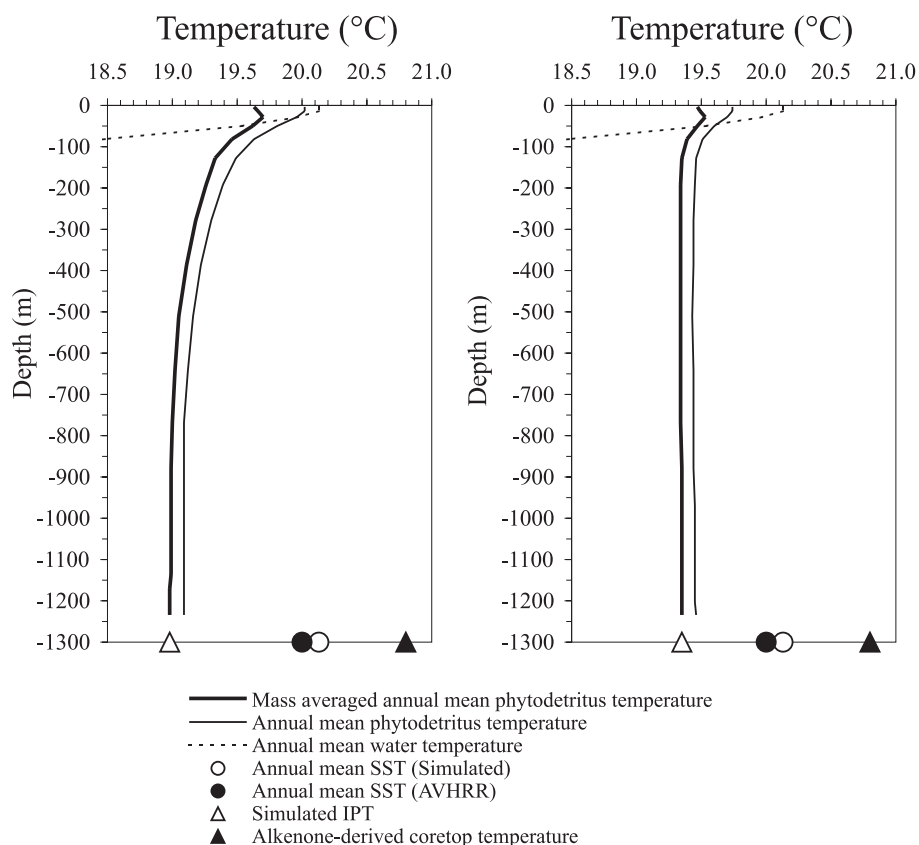 Temperature (°C)
18.5 19.0 19.5 20.0 20.5 21.0
0
-100
-200
-300
-400
-500
-600
-700
-800
-900
-1000
-1100
-1200
-1300
Depth (m)
Temperature (°C)
18.5 19.0 19.5 20.0 20.5 21.0
0
-100
-200
-300
-400
-500
-600
-700
-800
-900
-1000
-1100
-1200
-1300
Depth (m)
Mass averaged annual mean phytodetritus temperature
Annual mean phytodetritus temperature
Annual mean water temperature
Annual mean SST (Simulated)
Annual mean SST (AVHRR)
Simulated IPT
Alkenone-derived coretop temperature